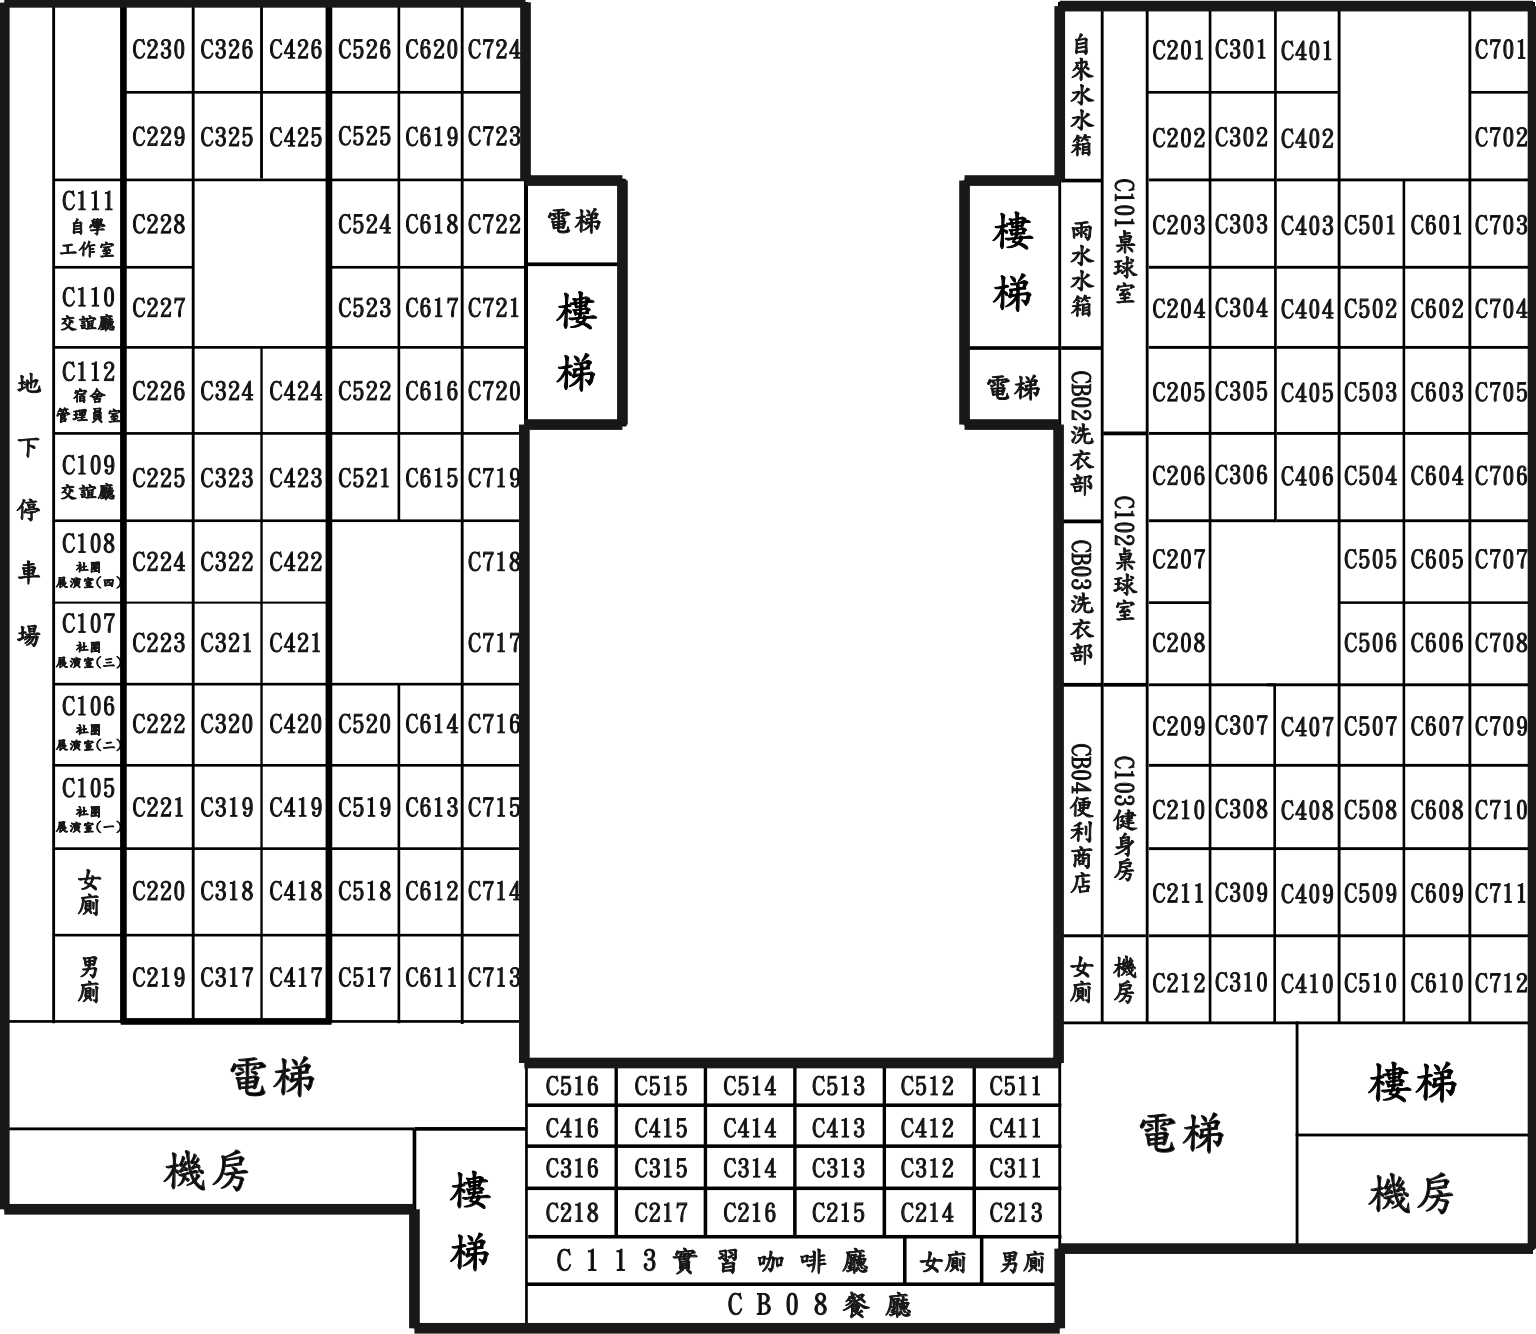 C230 C326 C426 C526 C620 C724
C229 C325 C425 C525 C619 C723
C111
自學
工作室
C228 C524 C618 C722
C110
交誼廳
C227 C523 C617 C721
C112
宿舍
管理員室
C226 C324 C424 C522 C616 C720
C109
交誼廳
C225 C323 C423 C521 C615 C719
C108
社團
展演室(四)
C224 C322 C422 C718
C107
社團
展演室(三)
C223 C321 C421 C717
C106
社團
展演室(二)
C222 C320 C420 C520 C614 C716
C105
社團
展演室(一)
C221 C319 C419 C519 C613 C715
女廁
C220 C318 C418 C518 C612 C714
男廁
C219 C317 C417 C517 C611 C713
地下停車場
電梯
樓梯
電梯
機房
樓梯
C516 C515 C514 C513 C512 C511
C416 C415 C414 C413 C412 C411
C316 C315 C314 C313 C312 C311
C218 C217 C216 C215 C214 C213
C113實習咖啡廳 女廁 男廁
CB08餐廳
樓梯
電梯
自來水水箱
雨水水箱
CB02洗衣部
CB03洗衣部
CB04便利商店
女廁
C101桌球室
C102桌球室
C103健身房
機房
C201 C301 C401 C701
C202 C302 C402 C702
C203 C303 C403 C501 C601 C703
C204 C304 C404 C502 C602 C704
C205 C305 C405 C503 C603 C705
C206 C306 C406 C504 C604 C706
C207 C505 C605 C707
C208 C506 C606 C708
C209 C307 C407 C507 C607 C709
C210 C308 C408 C508 C608 C710
C211 C309 C409 C509 C609 C711
C212 C310 C410 C510 C610 C712
電梯
樓梯
機房